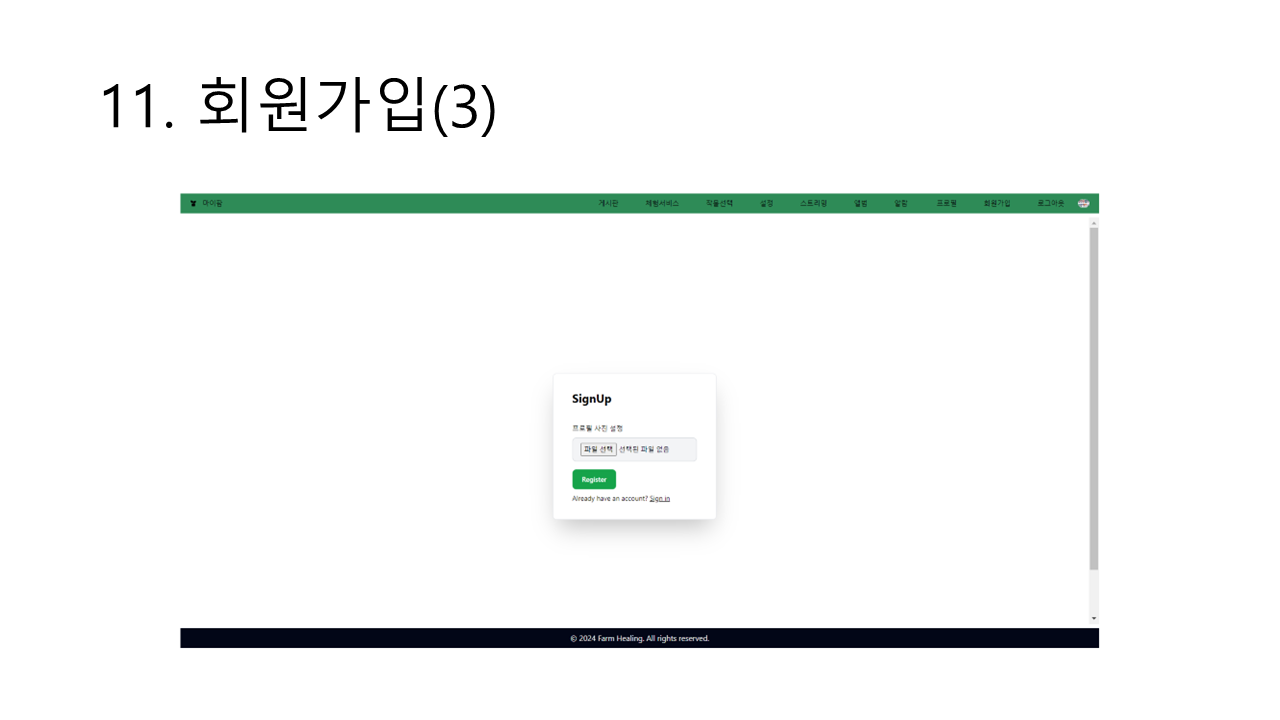 11. 회원가입(3)
마이팜 게시판 체험서비스 작물선택 설정 스트리밍 앨범 알람 프로필 회원가입 로그아웃
SignUp
프로필 사진 설정
파일 선택 선택된 파일 없음
Register
Already have an account? Sign in
© 2024 Farm Healing. All rights reserved.